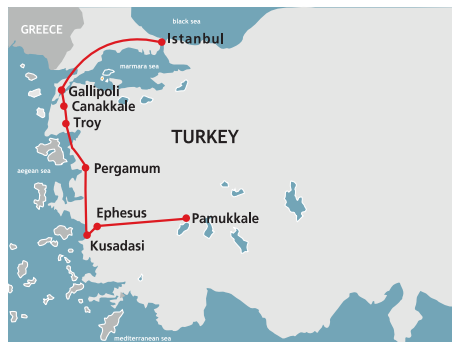 black sea
GREECE
Istanbul
marmara sea
Gallipoli
Canakkale
Troy
TURKEY
Pergamum
aegean sea
Ephesus
Pamukkale
Kusadasi
mediterranean sea